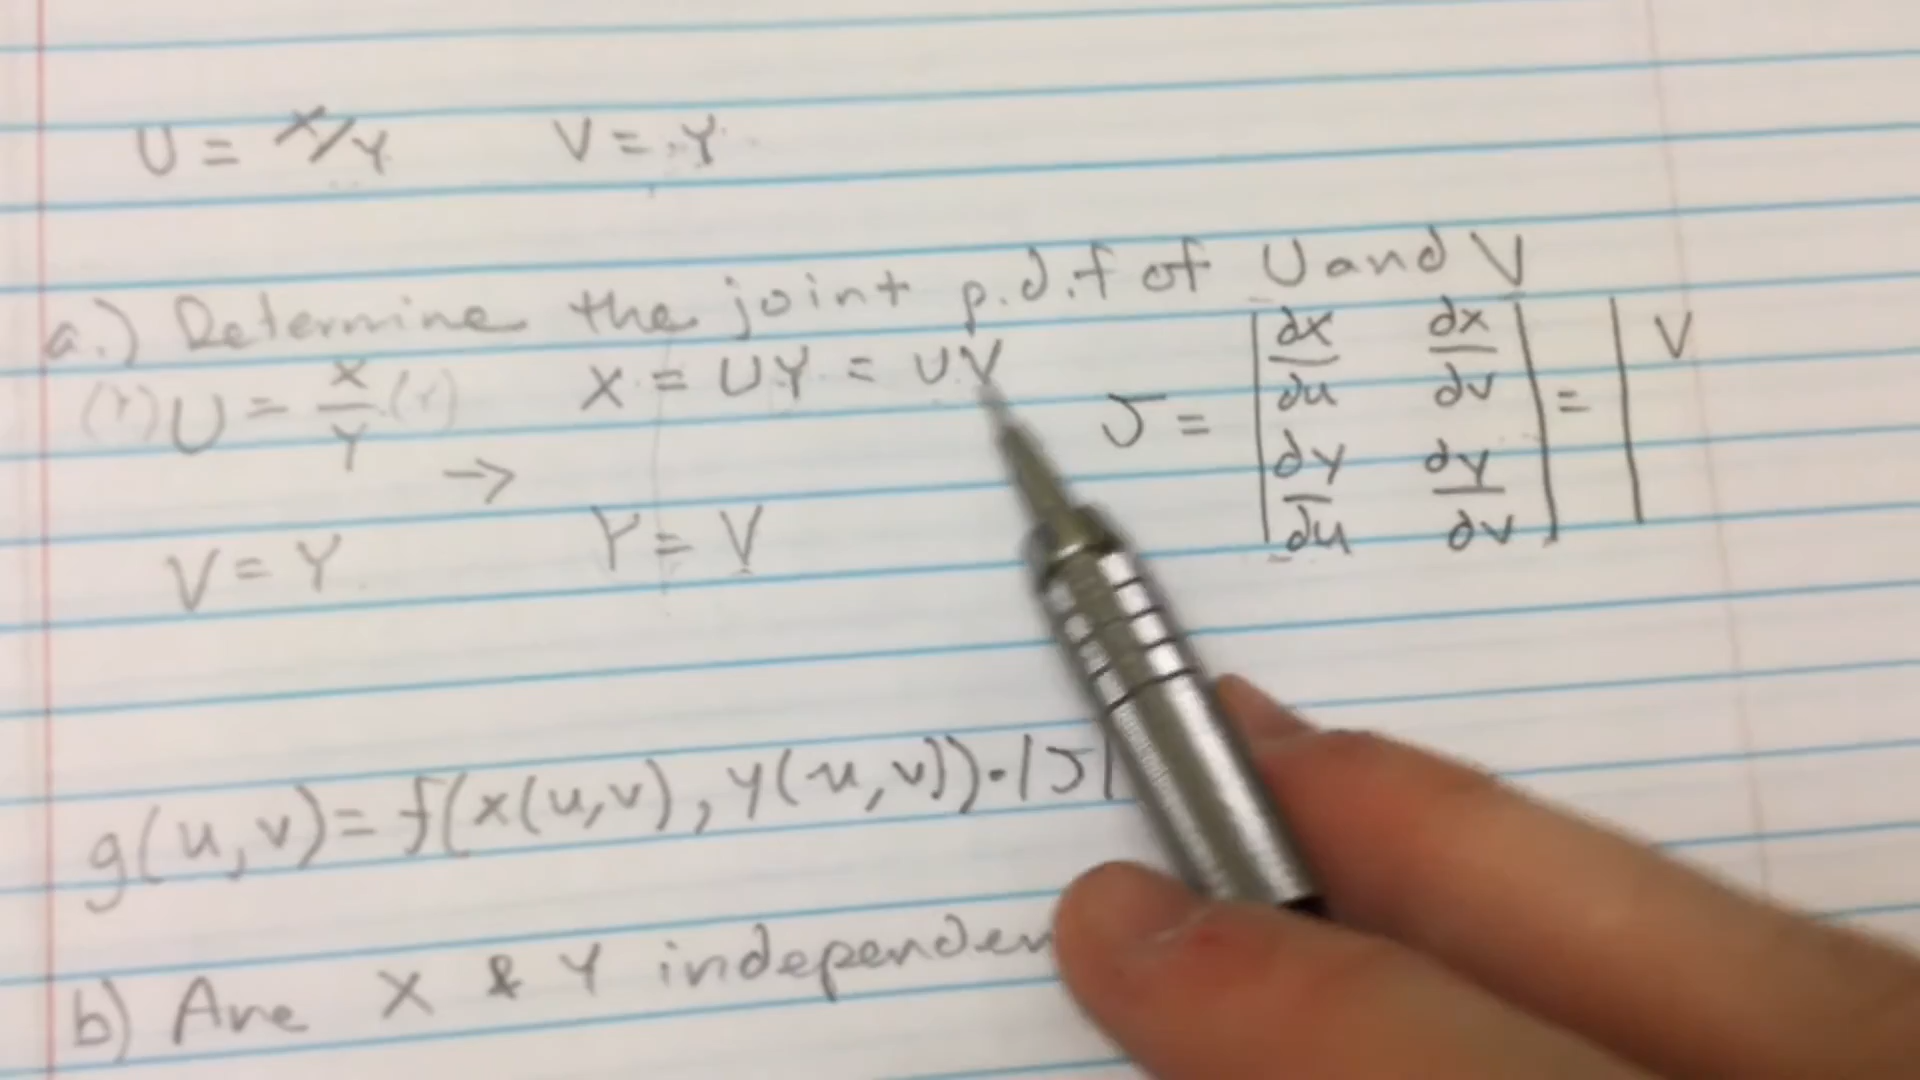 U = X/Y V = Y
a.) Determine the joint p.d.f of U and V
(Y) U = X/Y (Y) → X = UY = UV
V = Y Y = V
J = | ∂x/∂u ∂x/∂v | = | V
| ∂y/∂u ∂y/∂v |
g(u,v) = f(x(u,v), y(u,v)) · |J|
b) Are X & Y independen